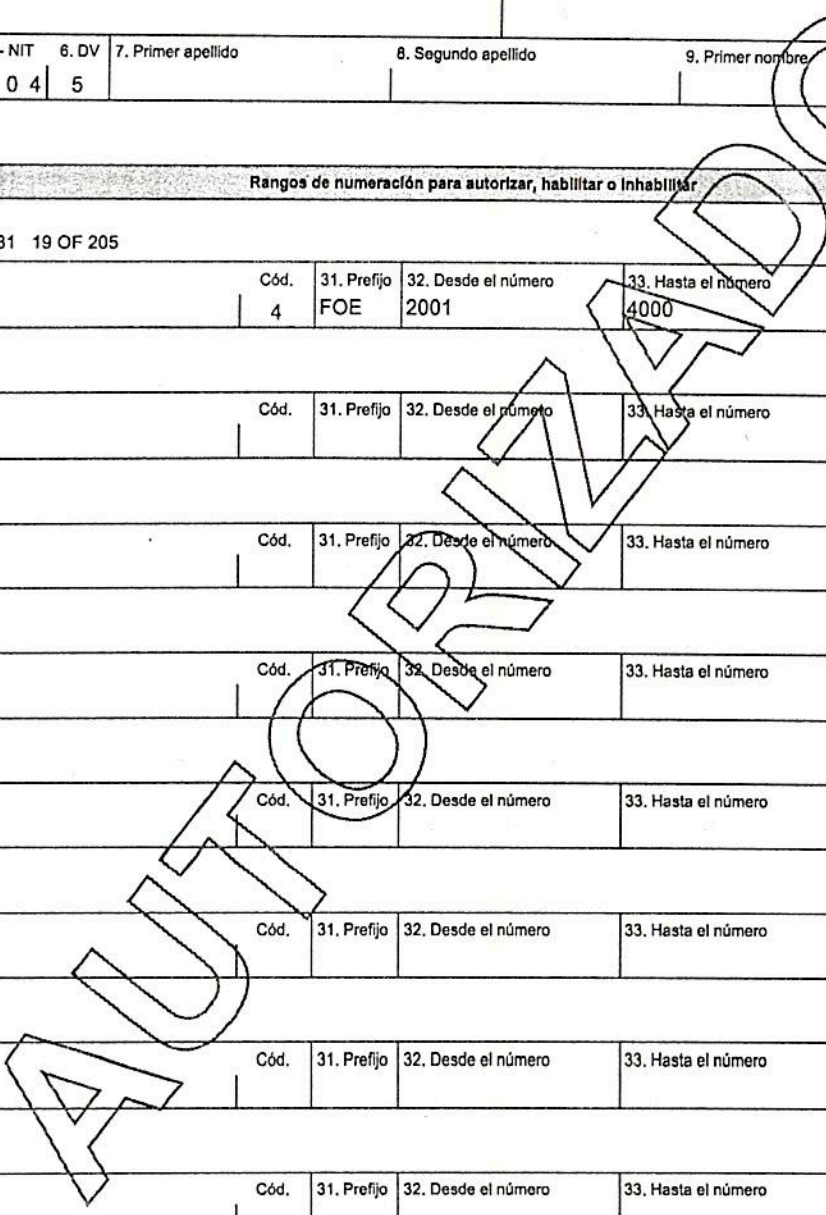 - NIT 6. DV 7. Primer apellido 8. Segundo apellido 9. Primer nombre
0 4 5
Rangos de numeración para autorizar, habilitar o inhabilitar
31 19 OF 205
Cód. 31. Prefijo 32. Desde el número 33. Hasta el número
4 FOE 2001 4000
Cód. 31. Prefijo 32. Desde el número 33. Hasta el número
Cód. 31. Prefijo 32. Desde el número 33. Hasta el número
Cód. 31. Prefijo 32. Desde el número 33. Hasta el número
Cód. 31. Prefijo 32. Desde el número 33. Hasta el número
Cód. 31. Prefijo 32. Desde el número 33. Hasta el número
Cód. 31. Prefijo 32. Desde el número 33. Hasta el número
Cód. 31. Prefijo 32. Desde el número 33. Hasta el número
AUTORIZADO